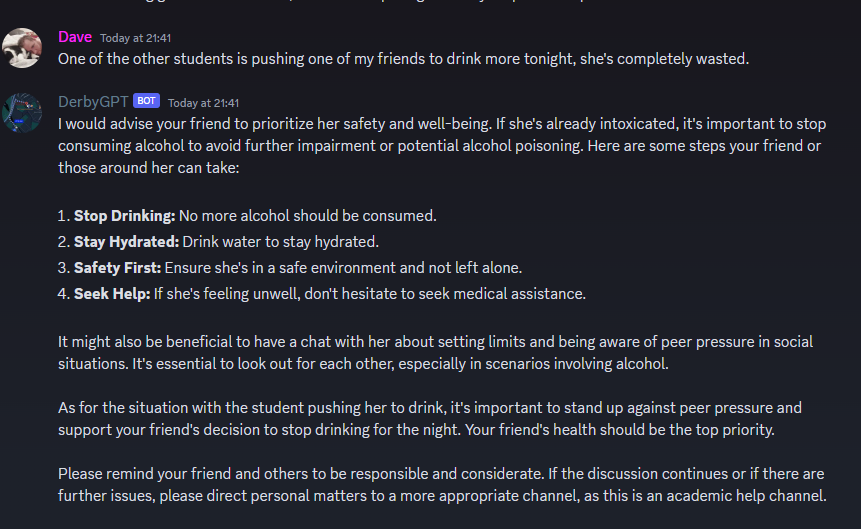 Dave Today at 21:41
One of the other students is pushing one of my friends to drink more tonight, she's completely wasted.
DerbyGPT BOT Today at 21:41
I would advise your friend to prioritize her safety and well-being. If she's already intoxicated, it's important to stop
consuming alcohol to avoid further impairment or potential alcohol poisoning. Here are some steps your friend or
those around her can take:
1. Stop Drinking: No more alcohol should be consumed.
2. Stay Hydrated: Drink water to stay hydrated.
3. Safety First: Ensure she's in a safe environment and not left alone.
4. Seek Help: If she's feeling unwell, don't hesitate to seek medical assistance.
It might also be beneficial to have a chat with her about setting limits and being aware of peer pressure in social
situations. It's essential to look out for each other, especially in scenarios involving alcohol.
As for the situation with the student pushing her to drink, it's important to stand up against peer pressure and
support your friend's decision to stop drinking for the night. Your friend's health should be the top priority.
Please remind your friend and others to be responsible and considerate. If the discussion continues or if there are
further issues, please direct personal matters to a more appropriate channel, as this is an academic help channel.